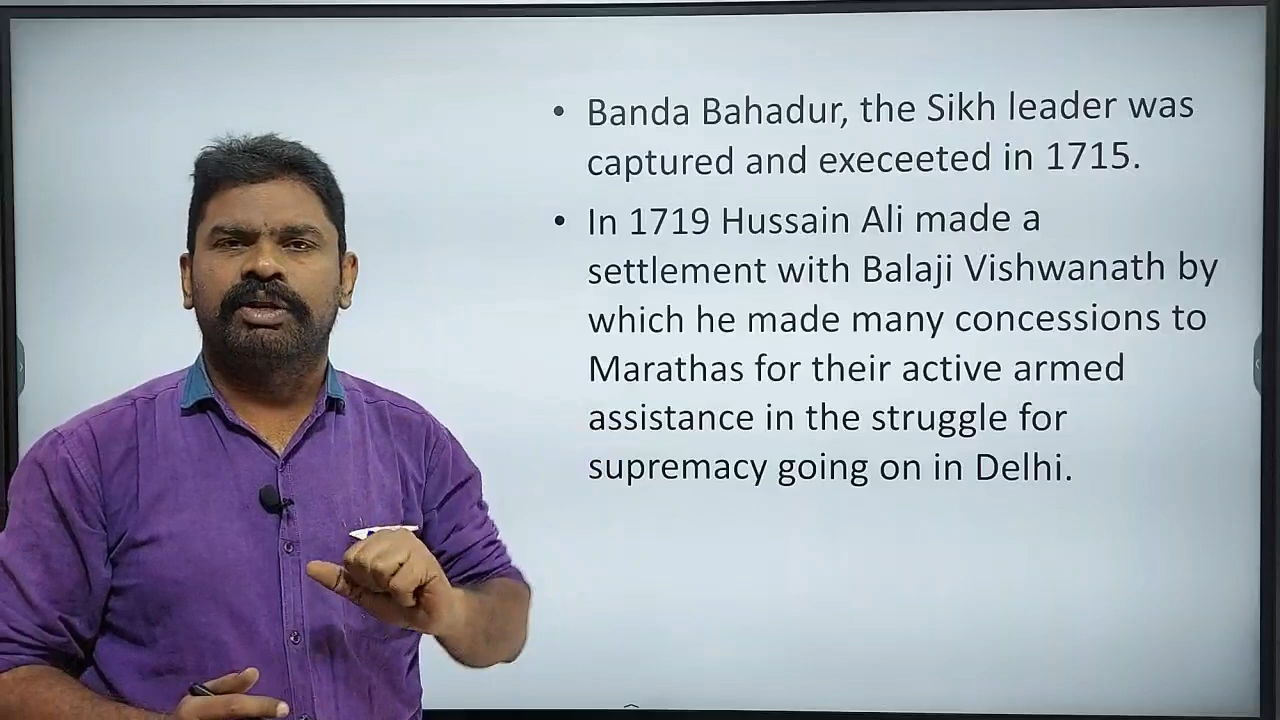 • Banda Bahadur, the Sikh leader was
captured and execeeted in 1715.
• In 1719 Hussain Ali made a
settlement with Balaji Vishwanath by
which he made many concessions to
Marathas for their active armed
assistance in the struggle for
supremacy going on in Delhi.